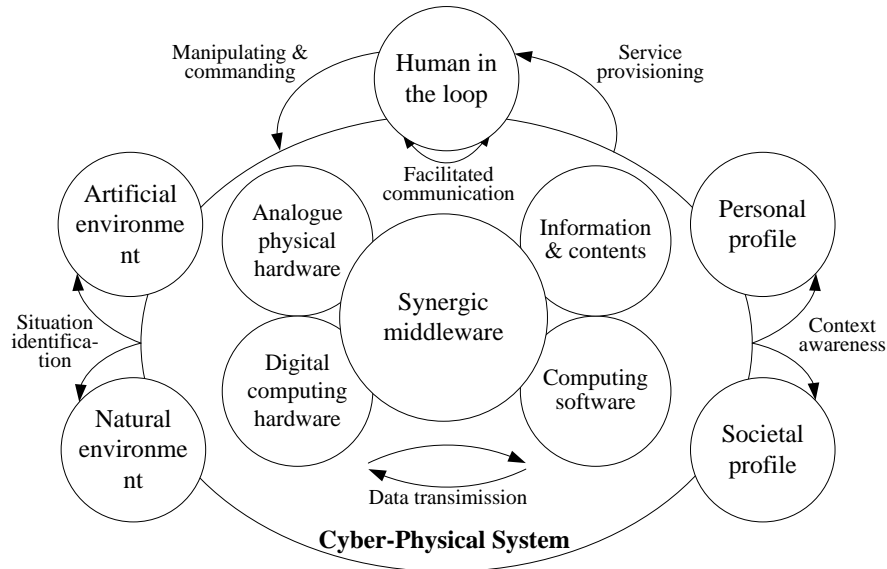 Manipulating &
commanding
Human in
the loop
Service
provisioning
Facilitated
communication
Artificial
environme
nt
Analogue
physical
hardware
Information
& contents
Personal
profile
Synergic
middleware
Situation
identifica-
tion
Context
awareness
Digital
computing
hardware
Computing
software
Natural
environme
nt
Societal
profile
Data transimission
Cyber-Physical System